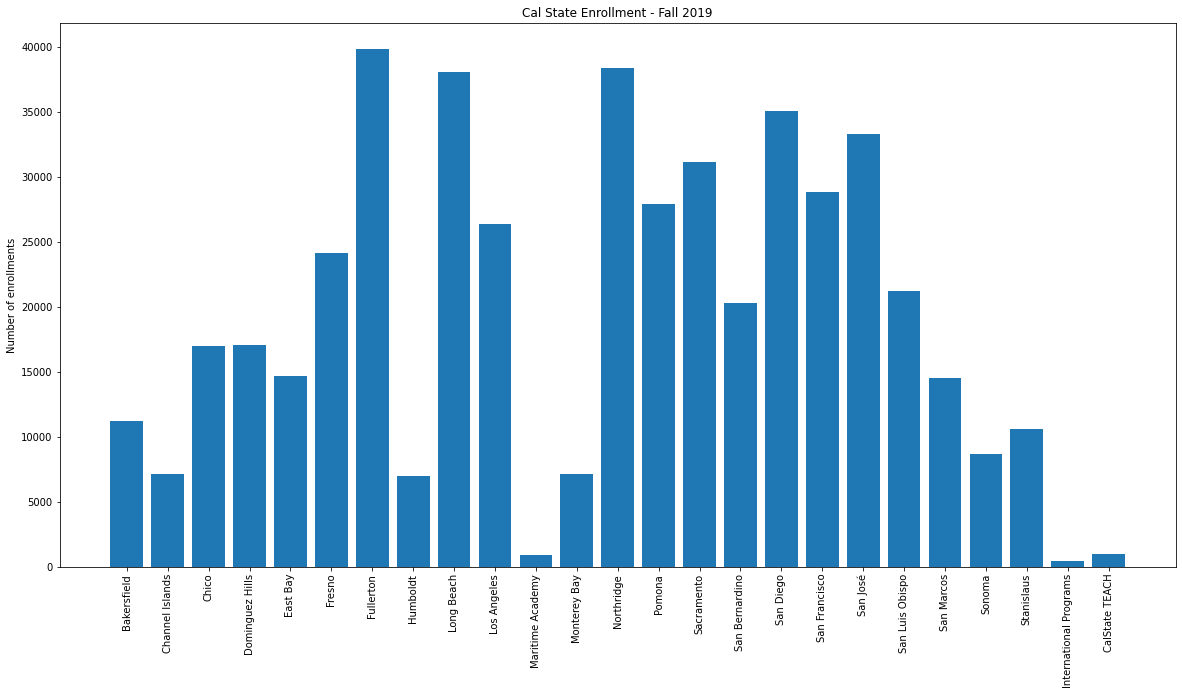 Cal State Enrollment - Fall 2019
40000
35000
30000
25000
20000
15000
10000
5000
0
Number of enrollments
Bakersfield
Channel Islands
Chico
Dominguez Hills
East Bay
Fresno
Fullerton
Humboldt
Long Beach
Los Angeles
Maritime Academy
Monterey Bay
Northridge
Pomona
Sacramento
San Bernardino
San Diego
San Francisco
San José
San Luis Obispo
San Marcos
Sonoma
Stanislaus
International Programs
CalState TEACH